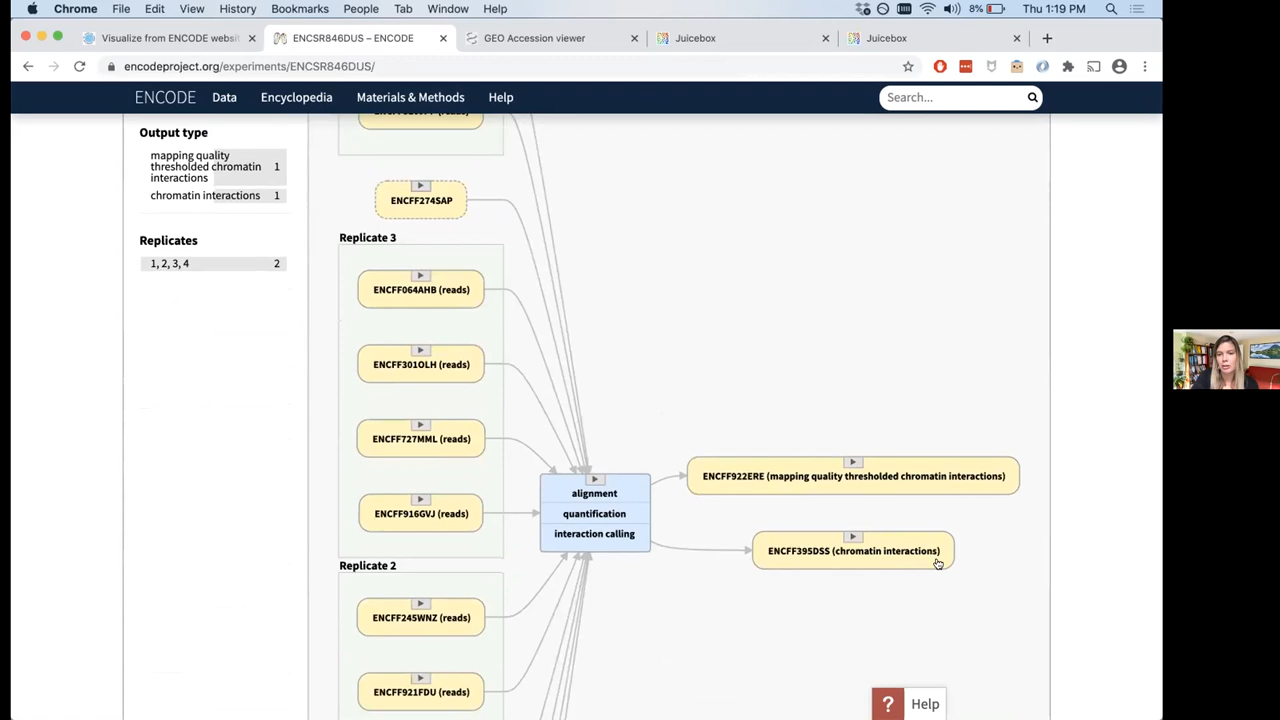 Chrome File Edit View History Bookmarks People Tab Window Help 8% Thu 1:19 PM
Visualize from ENCODE websit ENCSR846DUS – ENCODE GEO Accession viewer Juicebox Juicebox
encodeproject.org/experiments/ENCSR846DUS/
ENCODE Data Encyclopedia Materials & Methods Help Search...
Output type
mapping quality
thresholded chromatin 1
interactions
chromatin interactions 1
Replicates
1, 2, 3, 4 2
ENCFF274SAP
Replicate 3
ENCFF064AHB (reads)
ENCFF301OLH (reads)
ENCFF727MML (reads)
ENCFF916GVJ (reads)
alignment
quantification
interaction calling
ENCFF922ERE (mapping quality thresholded chromatin interactions)
ENCFF395DSS (chromatin interactions)
Replicate 2
ENCFF245WNZ (reads)
ENCFF921FDU (reads)
? Help